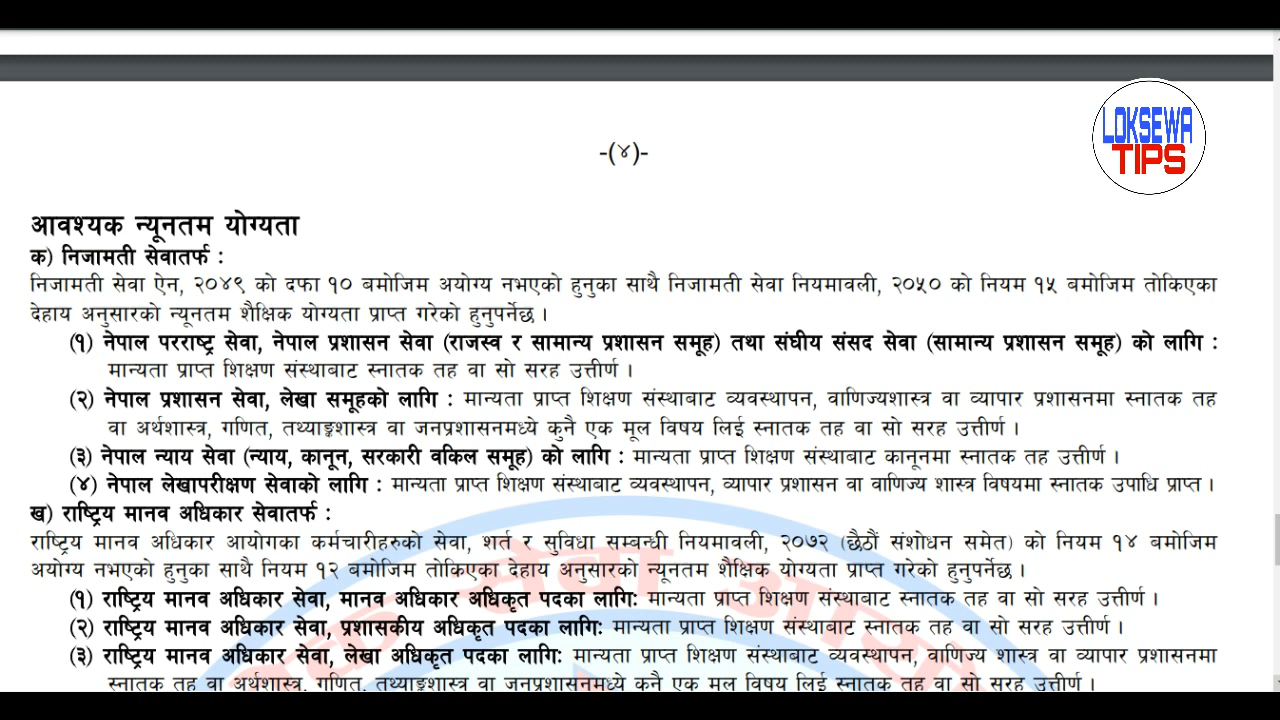 LOKSEWA
TIPS
-(४)-
आवश्यक न्यूनतम योग्यता
क) निजामती सेवातर्फ :
निजामती सेवा ऐन, २०४९ को दफा १० बमोजिम अयोग्य नभएको हुनुका साथै निजामती सेवा नियमावली, २०५० को नियम १५ बमोजिम तोकिएका
देहाय अनुसारको न्यूनतम शैक्षिक योग्यता प्राप्त गरेको हुनुपर्नेछ ।
(१) नेपाल परराष्ट्र सेवा, नेपाल प्रशासन सेवा (राजस्व र सामान्य प्रशासन समूह) तथा संघीय संसद सेवा (सामान्य प्रशासन समूह) को लागि :
मान्यता प्राप्त शिक्षण संस्थाबाट स्नातक तह वा सो सरह उत्तीर्ण ।
(२) नेपाल प्रशासन सेवा, लेखा समूहको लागि : मान्यता प्राप्त शिक्षण संस्थाबाट व्यवस्थापन, वाणिज्यशास्त्र वा व्यापार प्रशासनमा स्नातक तह
वा अर्थशास्त्र, गणित, तथ्याङ्कशास्त्र वा जनप्रशासनमध्ये कुनै एक मूल विषय लिई स्नातक तह वा सो सरह उत्तीर्ण ।
(३) नेपाल न्याय सेवा (न्याय, कानून, सरकारी वकिल समूह) को लागि : मान्यता प्राप्त शिक्षण संस्थाबाट कानूनमा स्नातक तह उत्तीर्ण ।
(४) नेपाल लेखापरीक्षण सेवाको लागि : मान्यता प्राप्त शिक्षण संस्थाबाट व्यवस्थापन, व्यापार प्रशासन वा वाणिज्य शास्त्र विषयमा स्नातक उपाधि प्राप्त ।
ख) राष्ट्रिय मानव अधिकार सेवातर्फ :
राष्ट्रिय मानव अधिकार आयोगका कर्मचारीहरुको सेवा, शर्त र सुविधा सम्बन्धी नियमावली, २०७२ (छैठौं संशोधन समेत) को नियम १४ बमोजिम
अयोग्य नभएको हुनुका साथै नियम १२ बमोजिम तोकिएका देहाय अनुसारको न्यूनतम शैक्षिक योग्यता प्राप्त गरेको हुनुपर्नेछ ।
(१) राष्ट्रिय मानव अधिकार सेवा, मानव अधिकार अधिकृत पदका लागिः मान्यता प्राप्त शिक्षण संस्थाबाट स्नातक तह वा सो सरह उत्तीर्ण ।
(२) राष्ट्रिय मानव अधिकार सेवा, प्रशासकीय अधिकृत पदका लागिः मान्यता प्राप्त शिक्षण संस्थाबाट स्नातक तह वा सो सरह उत्तीर्ण ।
(३) राष्ट्रिय मानव अधिकार सेवा, लेखा अधिकृत पदका लागिः मान्यता प्राप्त शिक्षण संस्थाबाट व्यवस्थापन, वाणिज्य शास्त्र वा व्यापार प्रशासनमा
स्नातक तह वा अर्थशास्त्र, गणित, तथ्याङ्कशास्त्र वा जनप्रशासनमध्ये कुनै एक मूल विषय लिई स्नातक तह वा सो सरह उत्तीर्ण ।